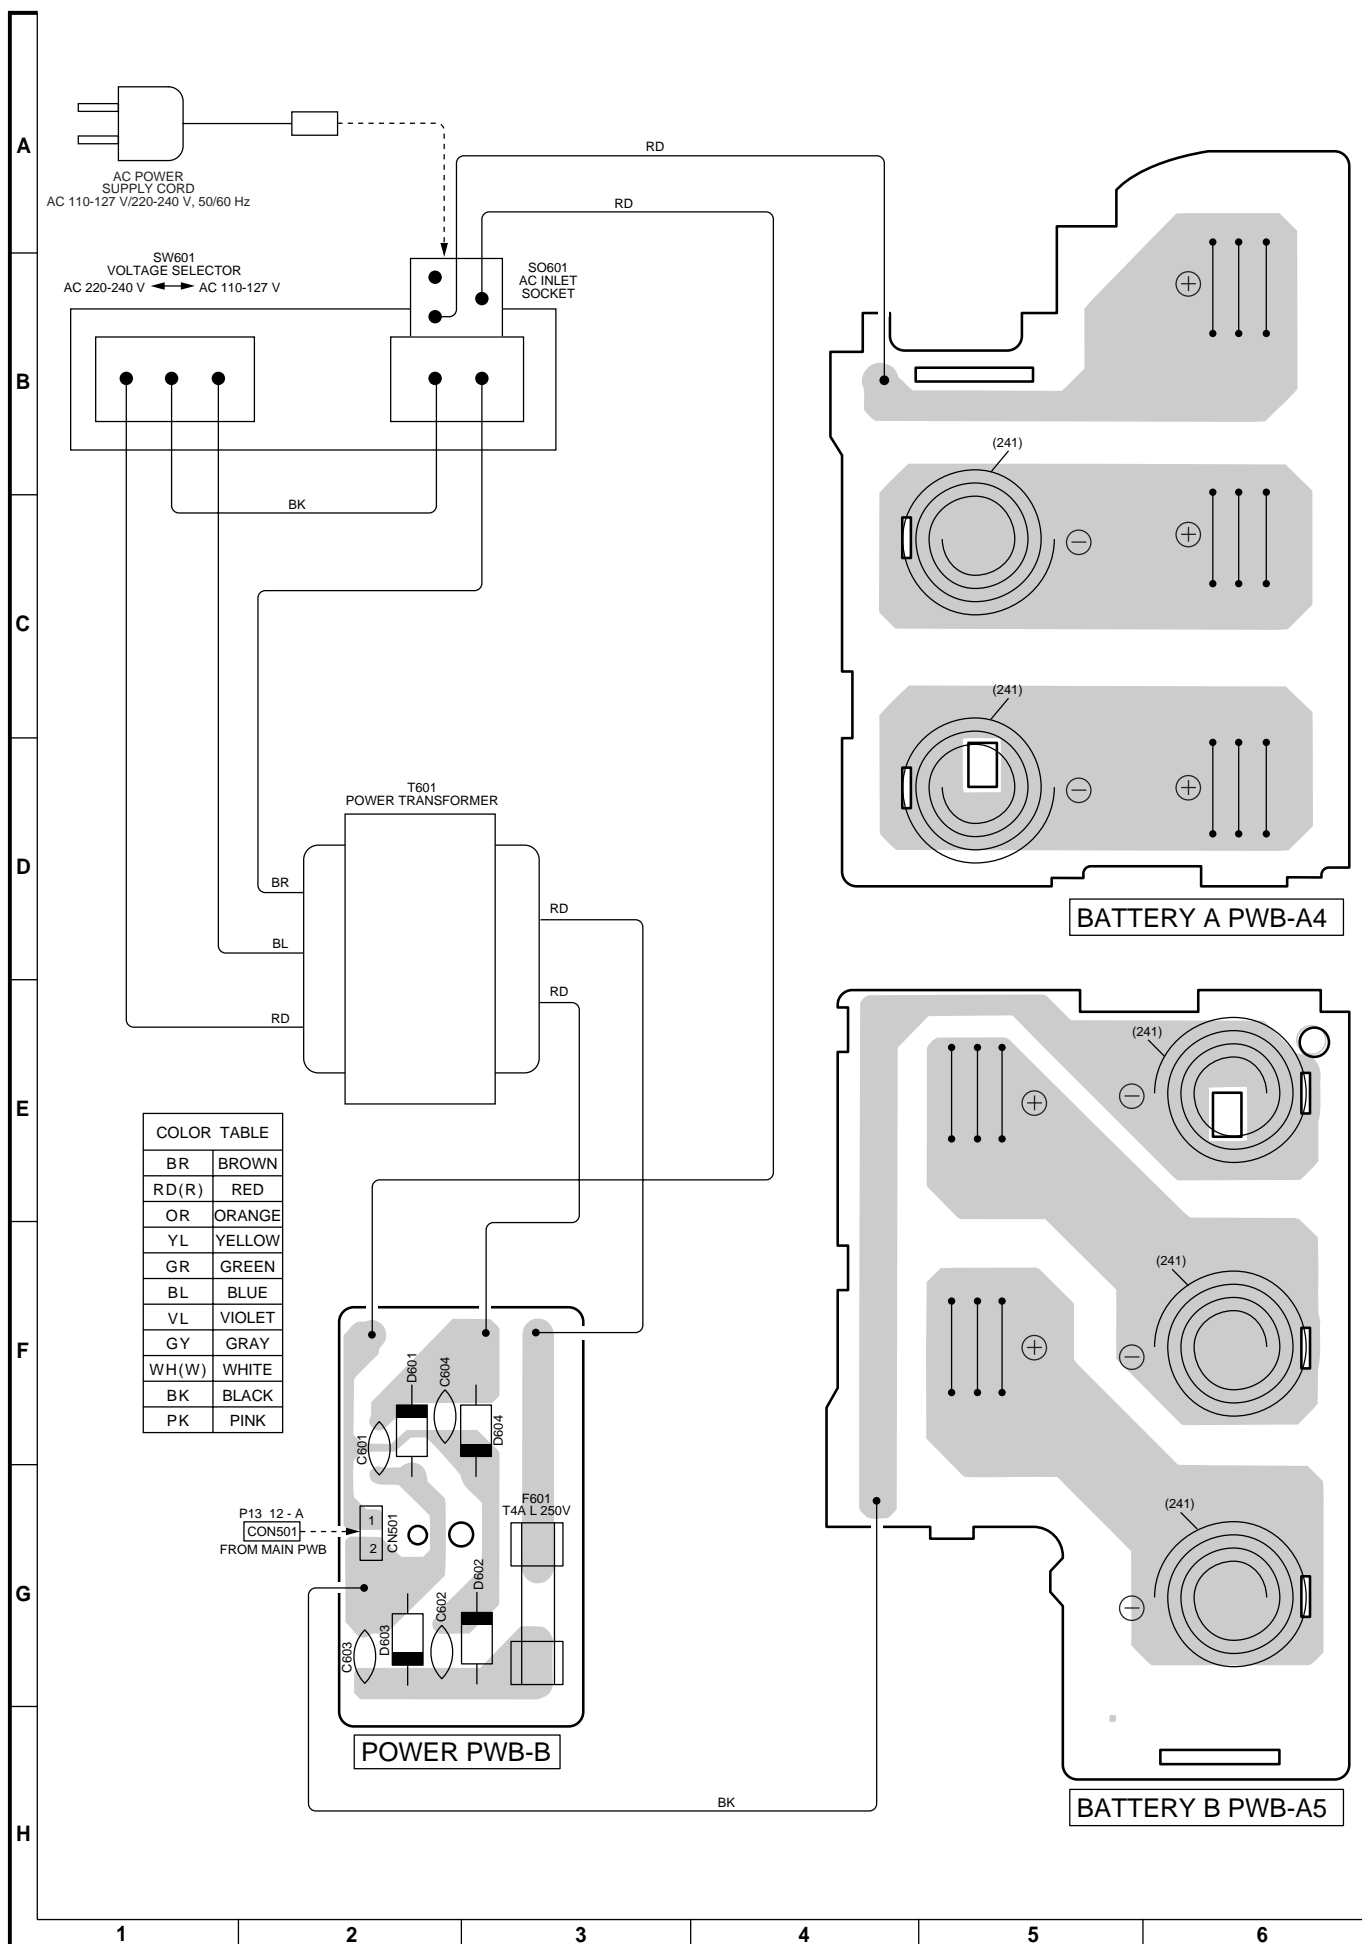 A
B
C
D
E
F
G
H
1
2
3
4
5
6
AC POWER
SUPPLY CORD
AC 110-127 V/220-240 V, 50/60 Hz
SW601
VOLTAGE SELECTOR
AC 220-240 V AC 110-127 V
SO601
AC INLET
SOCKET
RD
RD
BK
T601
POWER TRANSFORMER
BR
BL
RD
RD
RD
COLOR TABLE
BR BROWN
RD(R) RED
OR ORANGE
YL YELLOW
GR GREEN
BL BLUE
VL VIOLET
GY GRAY
WH(W) WHITE
BK BLACK
PK PINK
D601
C604
C601
D604
P13 12 - A
CON501
FROM MAIN PWB
1
2
CN501
F601
T4A L 250V
D602
C602
D603
C603
POWER PWB-B
BK
+
(241)
−
+
(241)
−
+
BATTERY A PWB-A4
(241)
+
−
(241)
+
−
(241)
−
BATTERY B PWB-A5